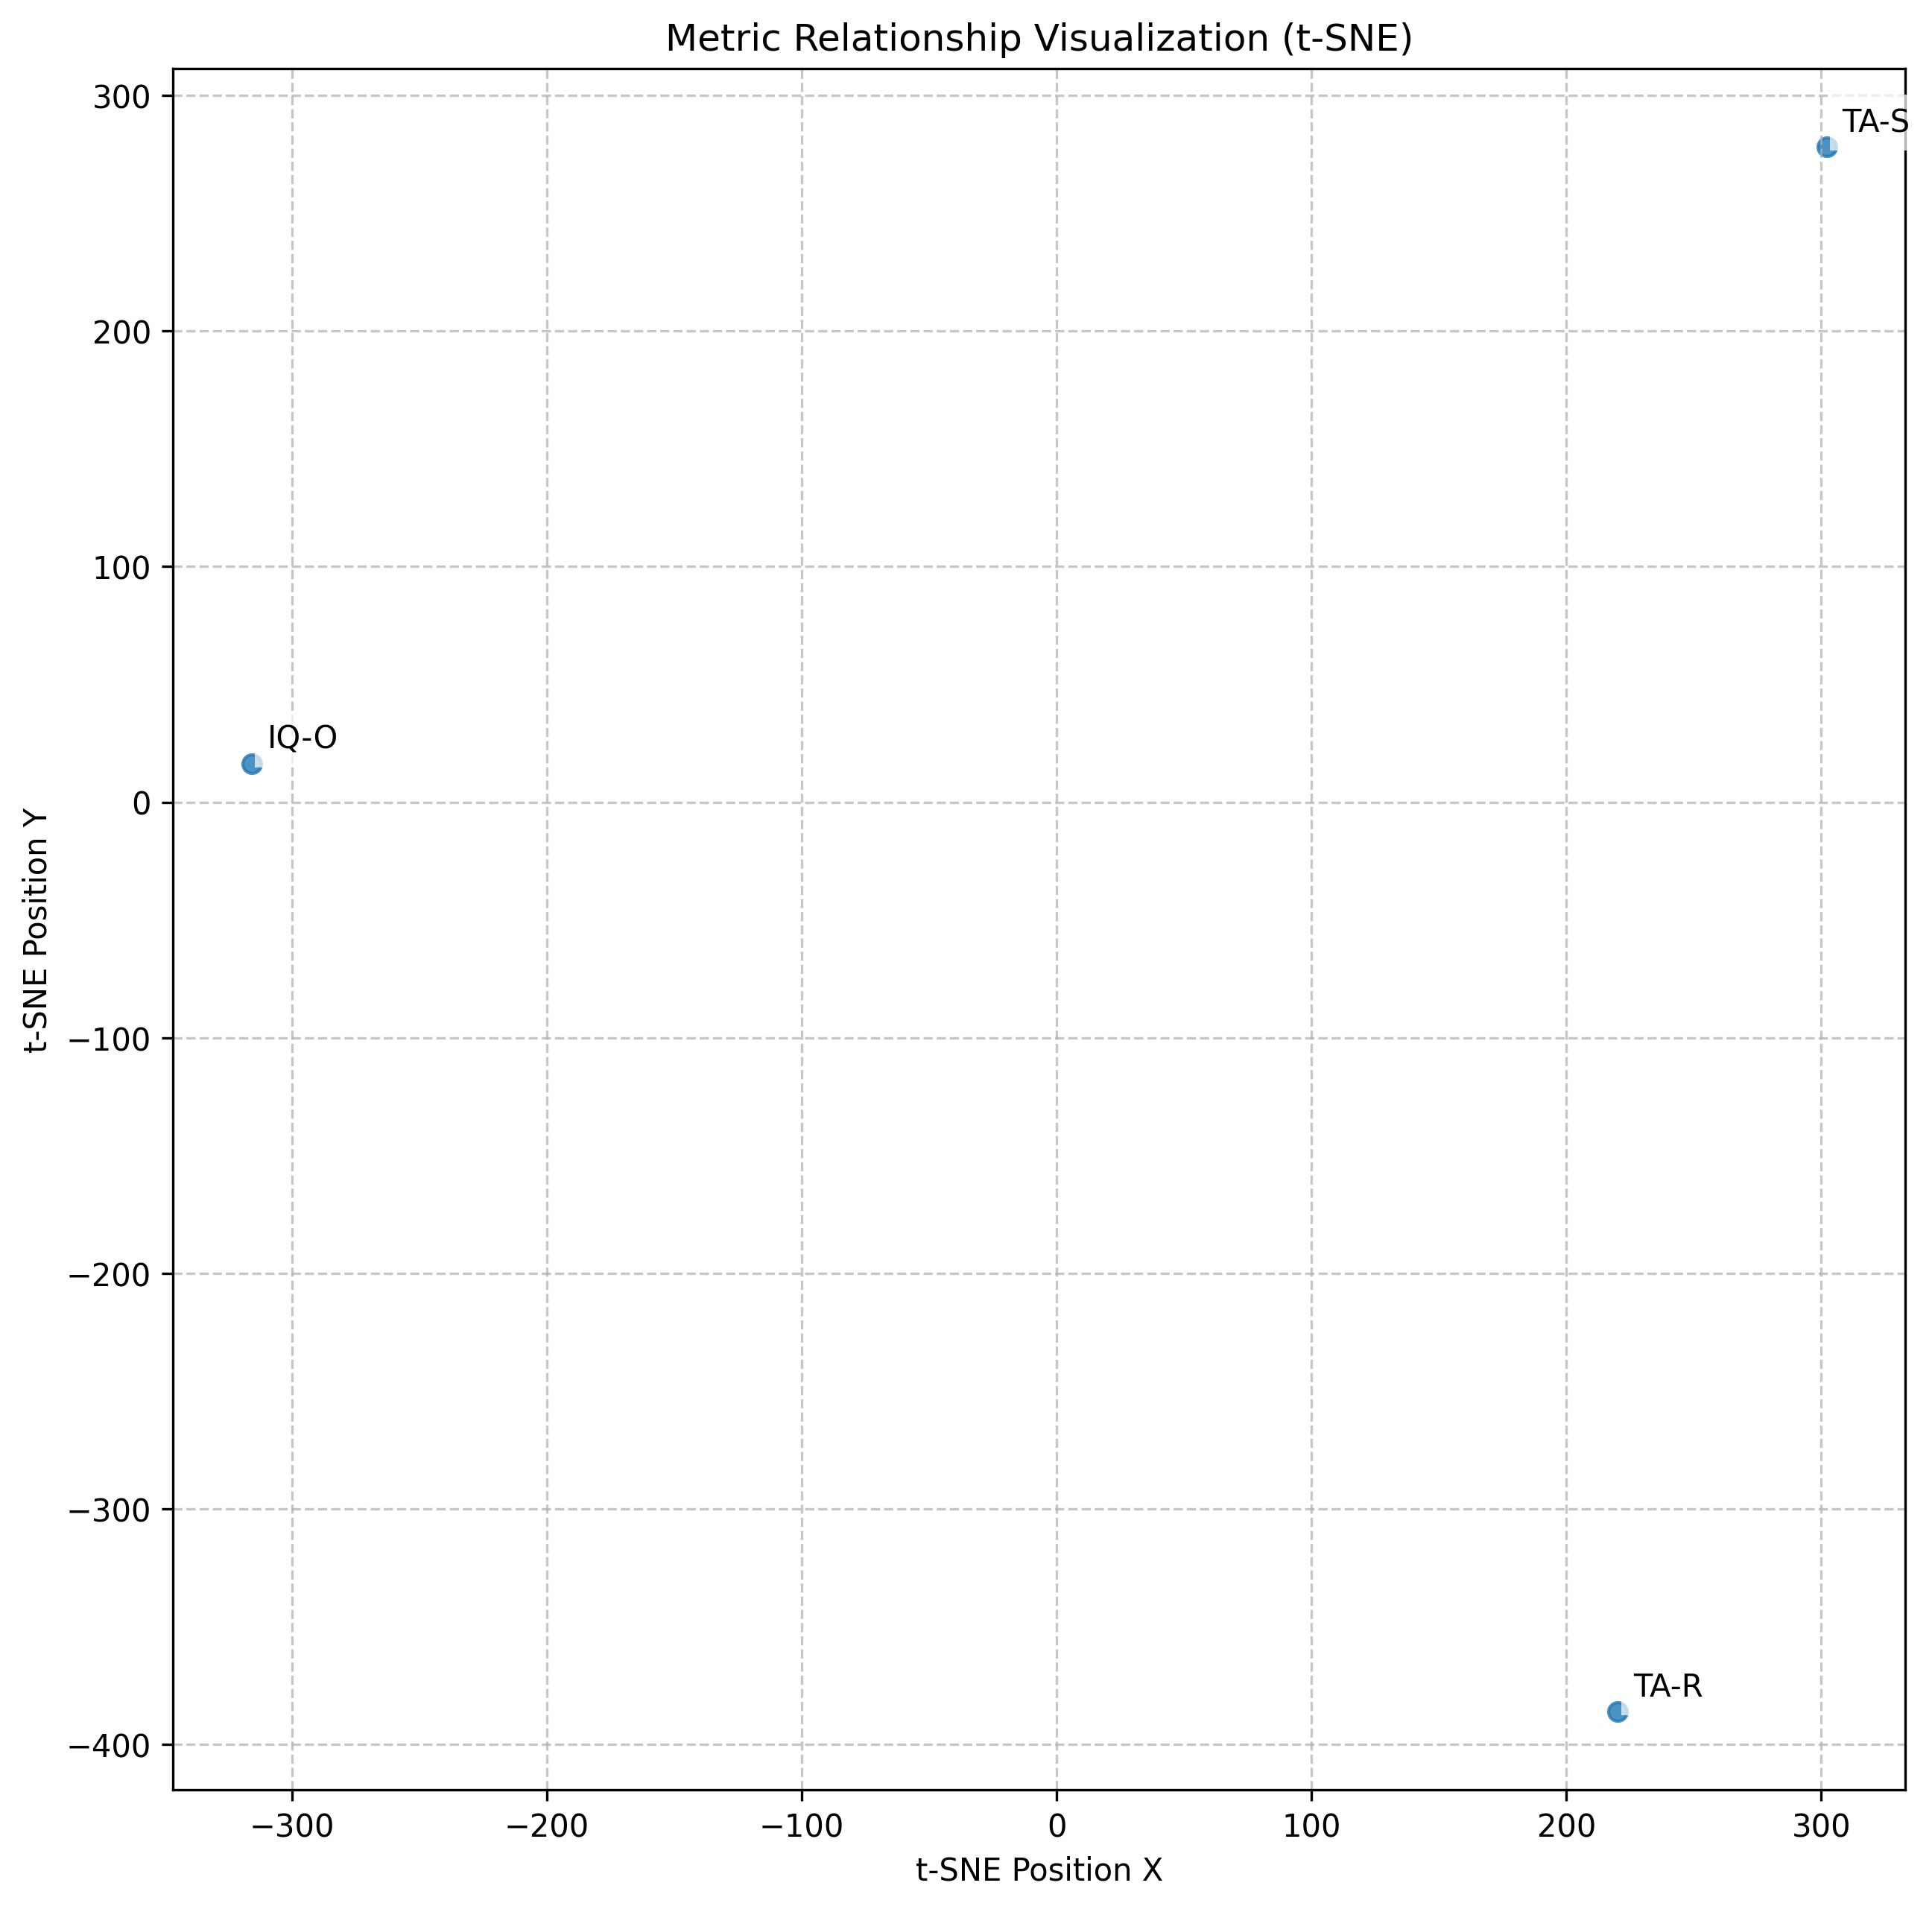 Metric Relationship Visualization (t-SNE)
300
TA-S
200
100
IQ-O
0
t-SNE Position Y
−100
−200
−300
TA-R
−400
−300 −200 −100 0 100 200 300
t-SNE Position X